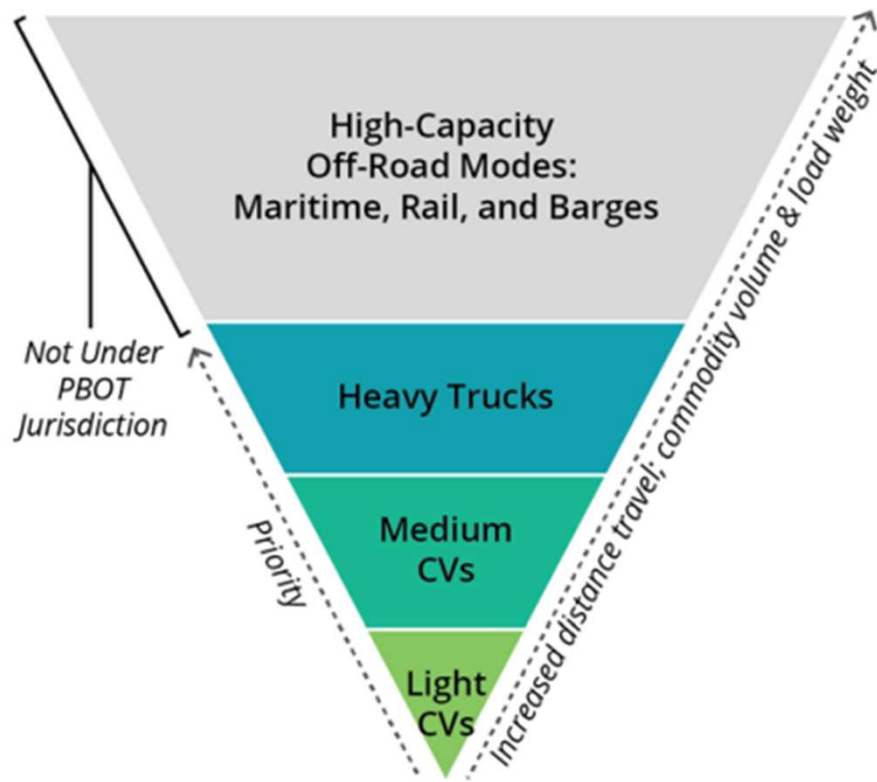 High-Capacity
Off-Road Modes:
Maritime, Rail, and Barges
Not Under
PBOT
Jurisdiction
Heavy Trucks
Priority
Medium
CVs
Light
CVs
Increased distance travel; commodity volume & load weight